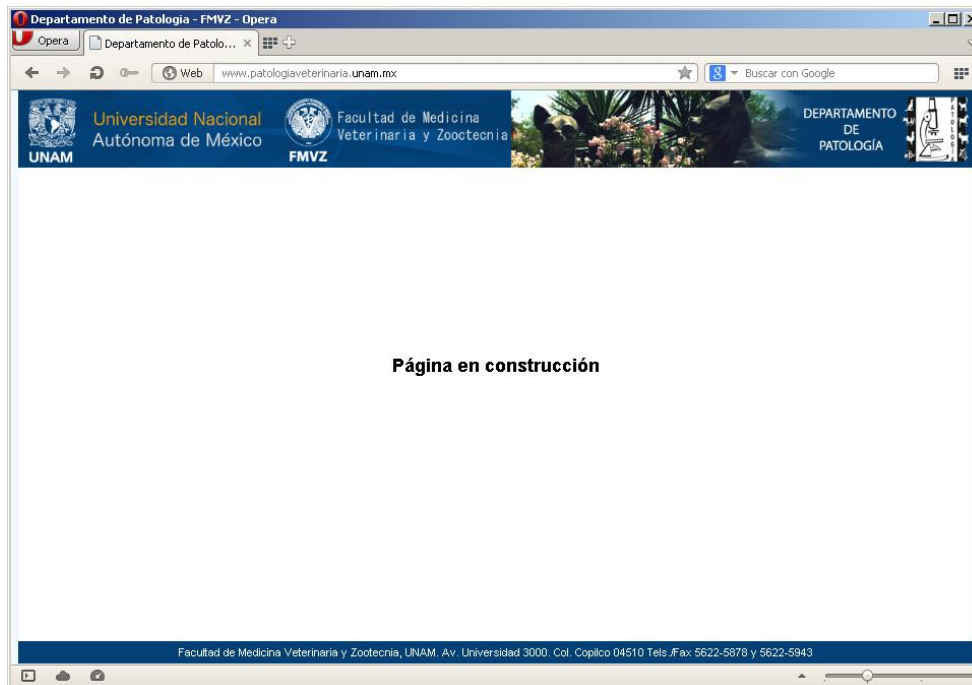 Departamento de Patologia - FMVZ - Opera
Opera
Departamento de Patolo...
Web
www.patologiaveterinaria.unam.mx
Buscar con Google
UNAM
Universidad Nacional
Autónoma de México
FMVZ
Facultad de Medicina
Veterinaria y Zooctecnia
DEPARTAMENTO
DE
PATOLOGÍA
Página en construcción
Facultad de Medicina Veterinaria y Zootecnia, UNAM. Av. Universidad 3000. Col. Copilco 04510 Tels./Fax 5622-5878 y 5622-5943